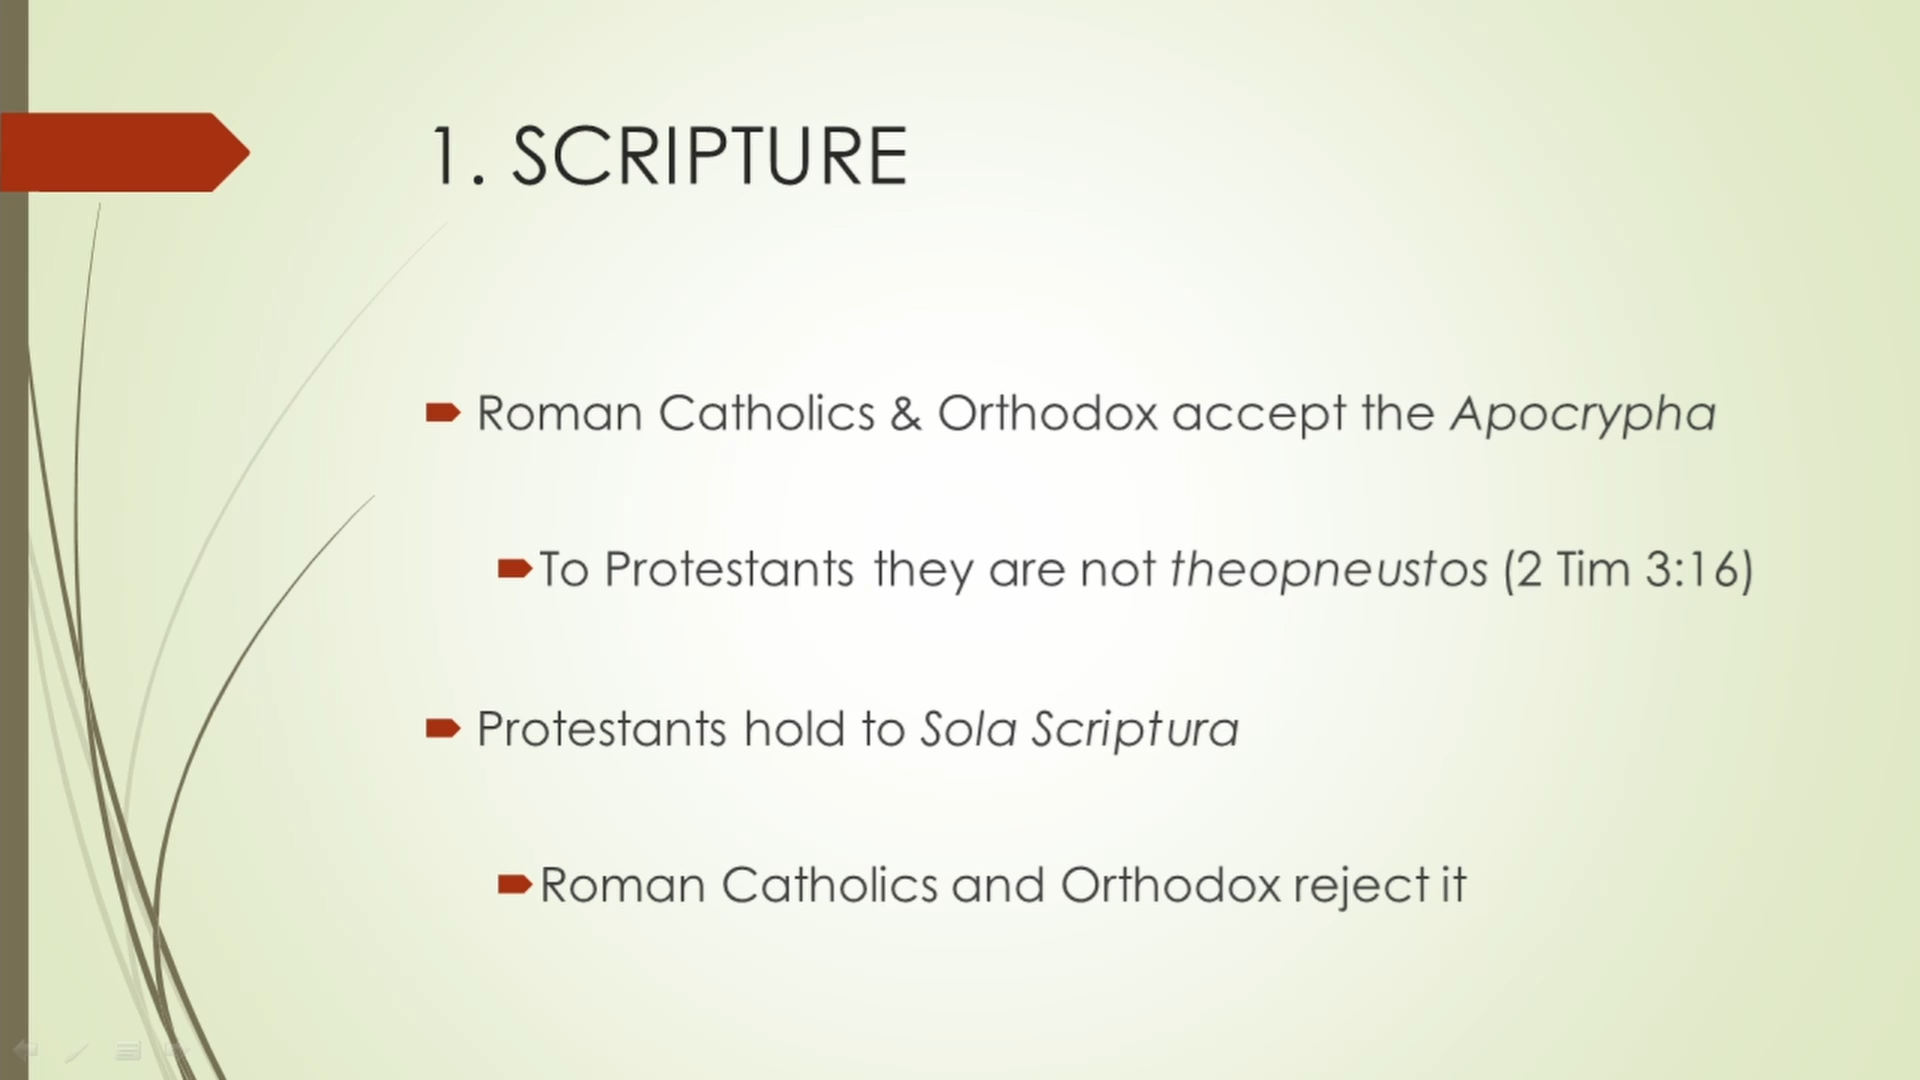 1. SCRIPTURE
Roman Catholics & Orthodox accept the Apocrypha
To Protestants they are not theopneustos (2 Tim 3:16)
Protestants hold to Sola Scriptura
Roman Catholics and Orthodox reject it